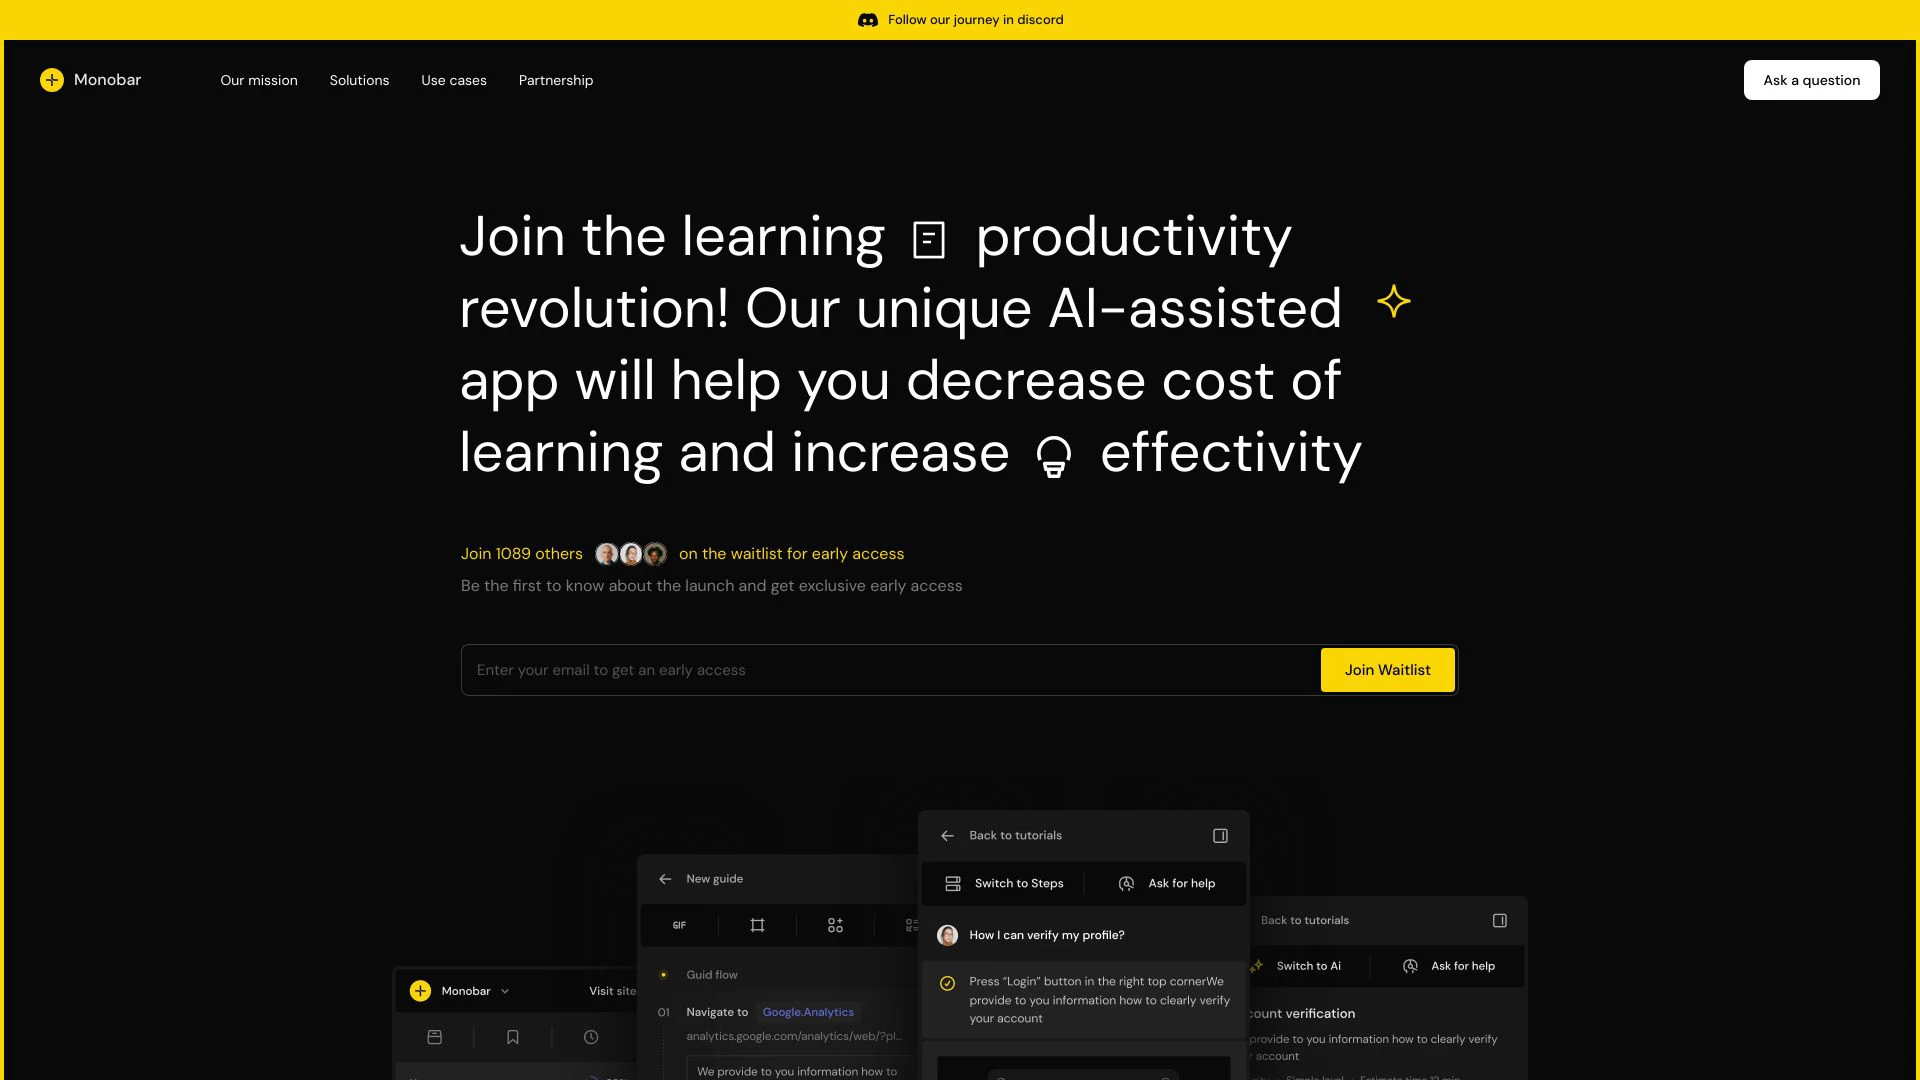 Follow our journey in discord
Monobar
Our mission
Solutions
Use cases
Partnership
Ask a question
Join the learning productivity
revolution! Our unique AI-assisted
app will help you decrease cost of
learning and increase effectivity
Join 1089 others on the waitlist for early access
Be the first to know about the launch and get exclusive early access
Enter your email to get an early access
Join Waitlist
Back to tutorials
Switch to Steps
Ask for help
How I can verify my profile?
Press “Login” button in the right top cornerWe
provide to you information how to clearly verify
your account
New guide
GIF
Guid flow
01 Navigate to Google.Analytics
analytics.google.com/analytics/web/?pl...
We provide to you information how to
Monobar
Visit site
Back to tutorials
Switch to Ai
Ask for help
count verification
provide to you information how to clearly verify
r account